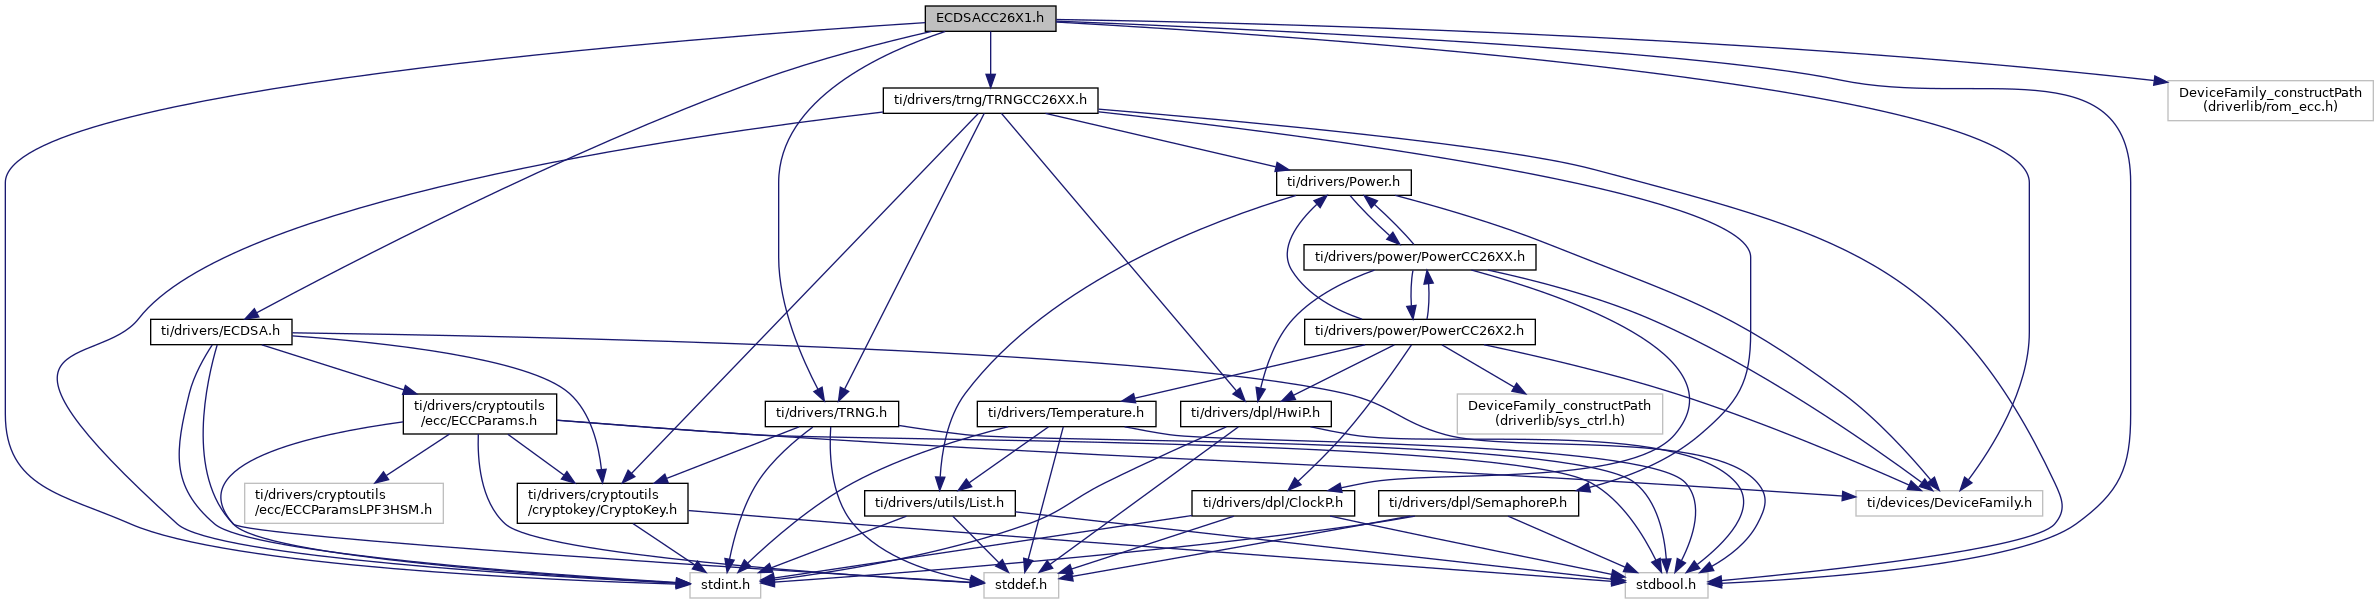 ECDSACC26X1.h
DeviceFamily_constructPath
(driverlib/rom_ecc.h)
ti/drivers/trng/TRNGCC26XX.h
ti/drivers/Power.h
ti/drivers/power/PowerCC26XX.h
ti/drivers/ECDSA.h
ti/drivers/power/PowerCC26X2.h
ti/drivers/cryptoutils
/ecc/ECCParams.h
ti/drivers/TRNG.h
ti/drivers/Temperature.h
ti/drivers/dpl/HwiP.h
DeviceFamily_constructPath
(driverlib/sys_ctrl.h)
ti/drivers/cryptoutils
/ecc/ECCParamsLPF3HSM.h
ti/drivers/cryptoutils
/cryptokey/CryptoKey.h
ti/drivers/utils/List.h
ti/drivers/dpl/ClockP.h
ti/drivers/dpl/SemaphoreP.h
ti/devices/DeviceFamily.h
stdint.h
stddef.h
stdbool.h